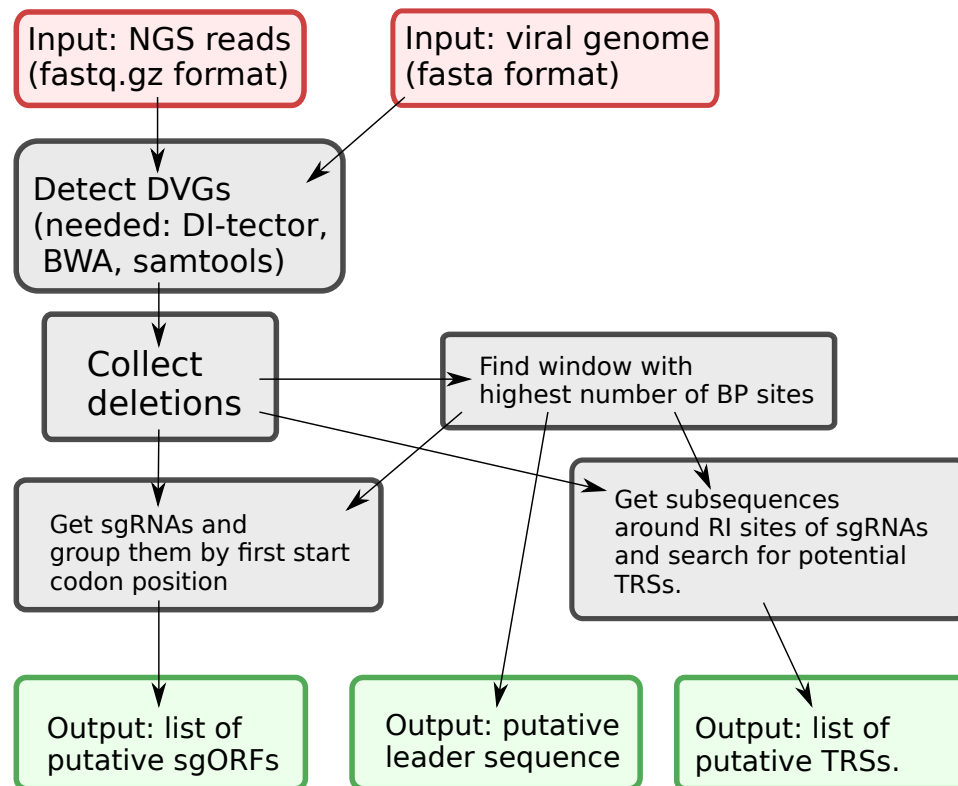 Input: NGS reads
(fastq.gz format)
Input: viral genome
(fasta format)
Detect DVGs
(needed: DI-tector,
BWA, samtools)
Collect
deletions
Find window with
highest number of BP sites
Get sgRNAs and
group them by first start
codon position
Get subsequences
around RI sites of sgRNAs
and search for potential
TRSs.
Output: list of
putative sgORFs
Output: putative
leader sequence
Output: list of
putative TRSs.